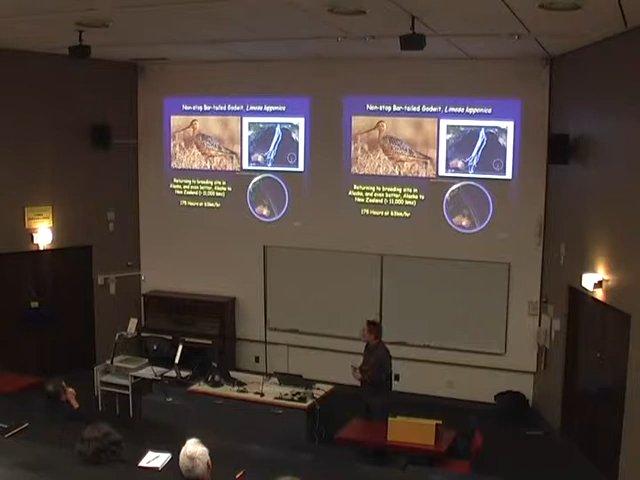 Non-stop Bar-tailed Godwit, Limosa lapponica
Returning to breeding site in
Alaska, and even better, Alaska to
New Zealand (> 11,000 kms)
175 Hours at 63km/hr
Non-stop Bar-tailed Godwit, Limosa lapponica
Returning to breeding site in
Alaska, and even better, Alaska to
New Zealand (> 11,000 kms)
175 Hours at 63km/hr